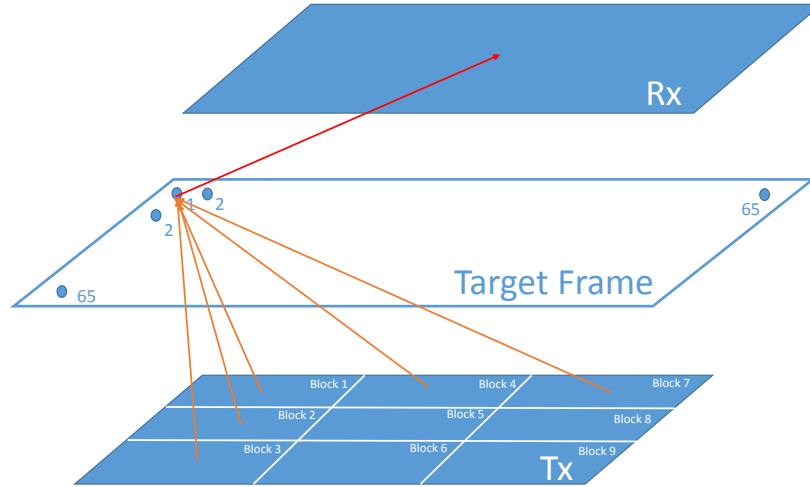 Rx
1
2
2
65
65
Target Frame
Block 1
Block 4
Block 7
Block 2
Block 5
Block 8
Block 3
Block 6
Block 9
Tx